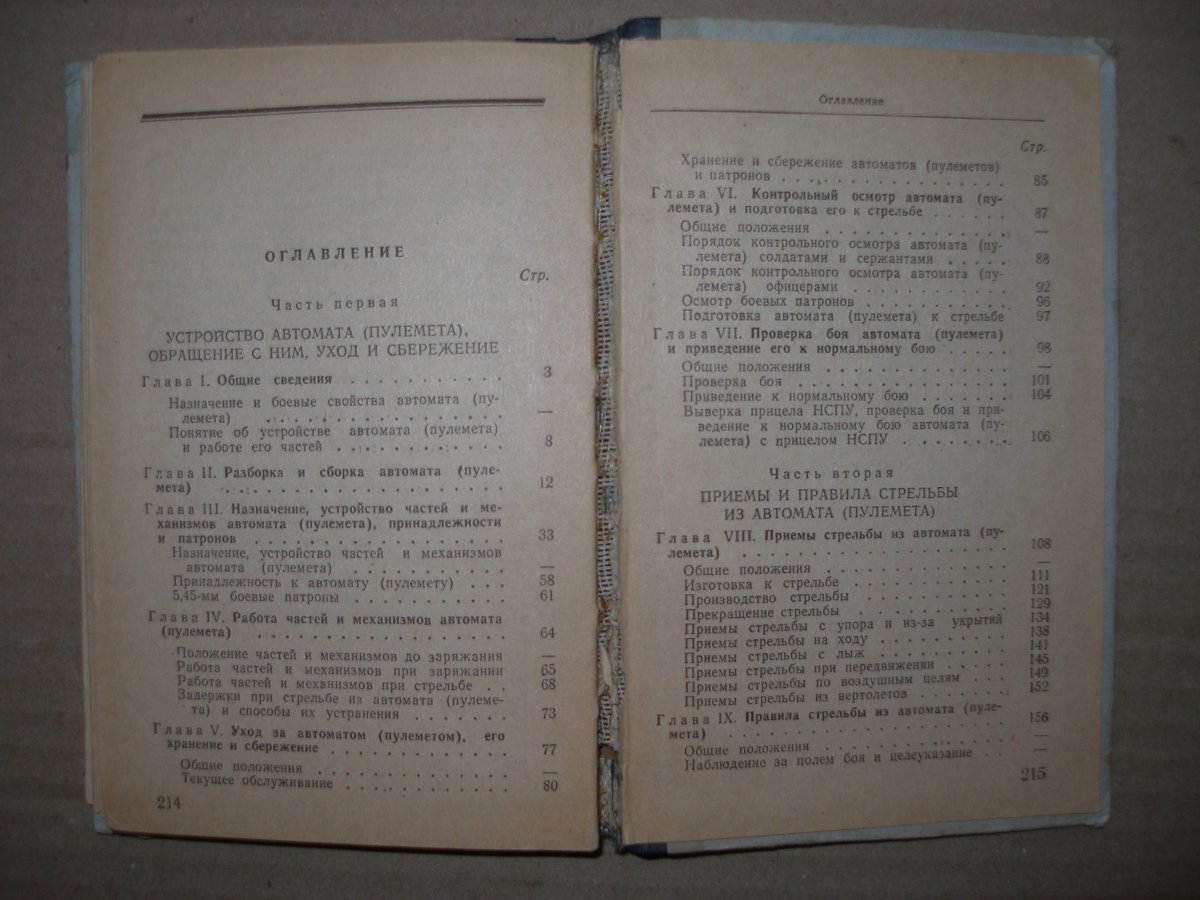 ОГЛАВЛЕНИЕ
Стр.
Часть первая
УСТРОЙСТВО АВТОМАТА (ПУЛЕМЕТА),
ОБРАЩЕНИЕ С НИМ, УХОД И СБЕРЕЖЕНИЕ
Глава I. Общие сведения . . . . . . . . . . . 3
Назначение и боевые свойства автомата (пу-
лемета) . . . . . . . . . . . . . . . . —
Понятие об устройстве автомата (пулемета)
и работе его частей . . . . . . . . . . . 8
Глава II. Разборка и сборка автомата (пуле-
мета) . . . . . . . . . . . . . . . . . . 12
Глава III. Назначение, устройство частей и ме-
ханизмов автомата (пулемета), принадлежности
и патронов . . . . . . . . . . . . . . . . 33
Назначение, устройство частей и механизмов
автомата (пулемета) . . . . . . . . . . —
Принадлежность к автомату (пулемету) . . . 58
5,45-мм боевые патроны . . . . . . . . . . 61
Глава IV. Работа частей и механизмов автомата
(пулемета) . . . . . . . . . . . . . . . . 64
Положение частей и механизмов до заряжания —
Работа частей и механизмов при заряжании 65
Работа частей и механизмов при стрельбе . . 68
Задержки при стрельбе из автомата (пулеме-
та) и способы их устранения . . . . . . . 73
Глава V. Уход за автоматом (пулеметом), его
хранение и сбережение . . . . . . . . . . . . 77
Общие положения . . . . . . . . . . . . —
Текущее обслуживание . . . . . . . . . . . 80
214
Оглавление
Стр.
Хранение и сбережение автоматов (пулеметов)
и патронов . . . . . . . . . . . . . . . 85
Глава VI. Контрольный осмотр автомата (пу-
лемета) и подготовка его к стрельбе . . . . . . 87
Общие положения . . . . . . . . . . . . —
Порядок контрольного осмотра автомата (пу-
лемета) солдатами и сержантами . . . . . 88
Порядок контрольного осмотра автомата (пу-
лемета) офицерами . . . . . . . . . . . 92
Осмотр боевых патронов . . . . . . . . . . 96
Подготовка автомата (пулемета) к стрельбе 97
Глава VII. Проверка боя автомата (пулемета)
и приведение его к нормальному бою . . . . . 98
Общие положения . . . . . . . . . . . . —
Проверка боя . . . . . . . . . . . . . . . 101
Приведение к нормальному бою . . . . . . . 104
Выверка прицела НСПУ, проверка боя и при-
ведение к нормальному бою автомата (пу-
лемета) с прицелом НСПУ . . . . . . . . 106
Часть вторая
ПРИЕМЫ И ПРАВИЛА СТРЕЛЬБЫ
ИЗ АВТОМАТА (ПУЛЕМЕТА)
Глава VIII. Приемы стрельбы из автомата (пу-
лемета) . . . . . . . . . . . . . . . . . . 108
Общие положения . . . . . . . . . . . . —
Изготовка к стрельбе . . . . . . . . . . . 111
Производство стрельбы . . . . . . . . . . 121
Прекращение стрельбы . . . . . . . . . . 129
Приемы стрельбы с упора и из-за укрытий 134
Приемы стрельбы на ходу . . . . . . . . . 138
Приемы стрельбы с лыж . . . . . . . . . . 141
Приемы стрельбы при передвижении . . . . . 145
Приемы стрельбы по воздушным целям . . . 149
Приемы стрельбы из вертолетов . . . . . . . 152
Глава IX. Правила стрельбы из автомата (пуле-
мета) . . . . . . . . . . . . . . . . . . . 156
Общие положения . . . . . . . . . . . . —
Наблюдение за полем боя и целеуказание . .
215